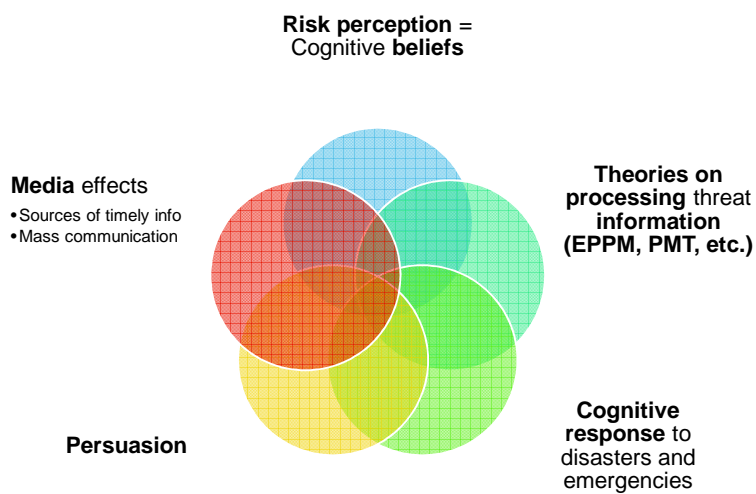 Risk perception =
Cognitive beliefs
Media effects
•Sources of timely info
•Mass communication
Theories on
processing threat
information
(EPPM, PMT, etc.)
Persuasion
Cognitive
response to
disasters and
emergencies